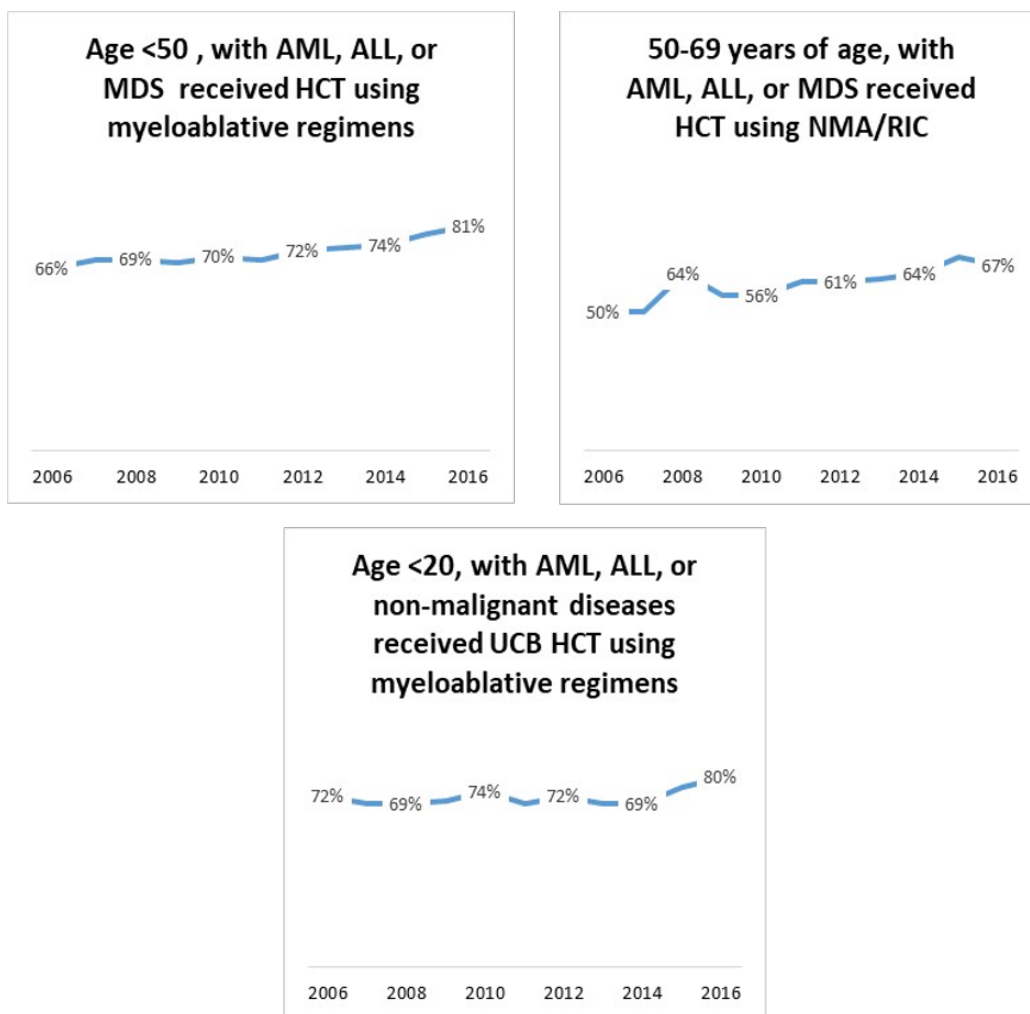 Age <50 , with AML, ALL, or
MDS received HCT using
myeloablative regimens
66%
69%
70%
72%
74%
81%
2006 2008 2010 2012 2014 2016
50-69 years of age, with
AML, ALL, or MDS received
HCT using NMA/RIC
50%
64%
56%
61%
64%
67%
2006 2008 2010 2012 2014 2016
Age <20, with AML, ALL, or
non-malignant diseases
received UCB HCT using
myeloablative regimens
72%
69%
74%
72%
69%
80%
2006 2008 2010 2012 2014 2016